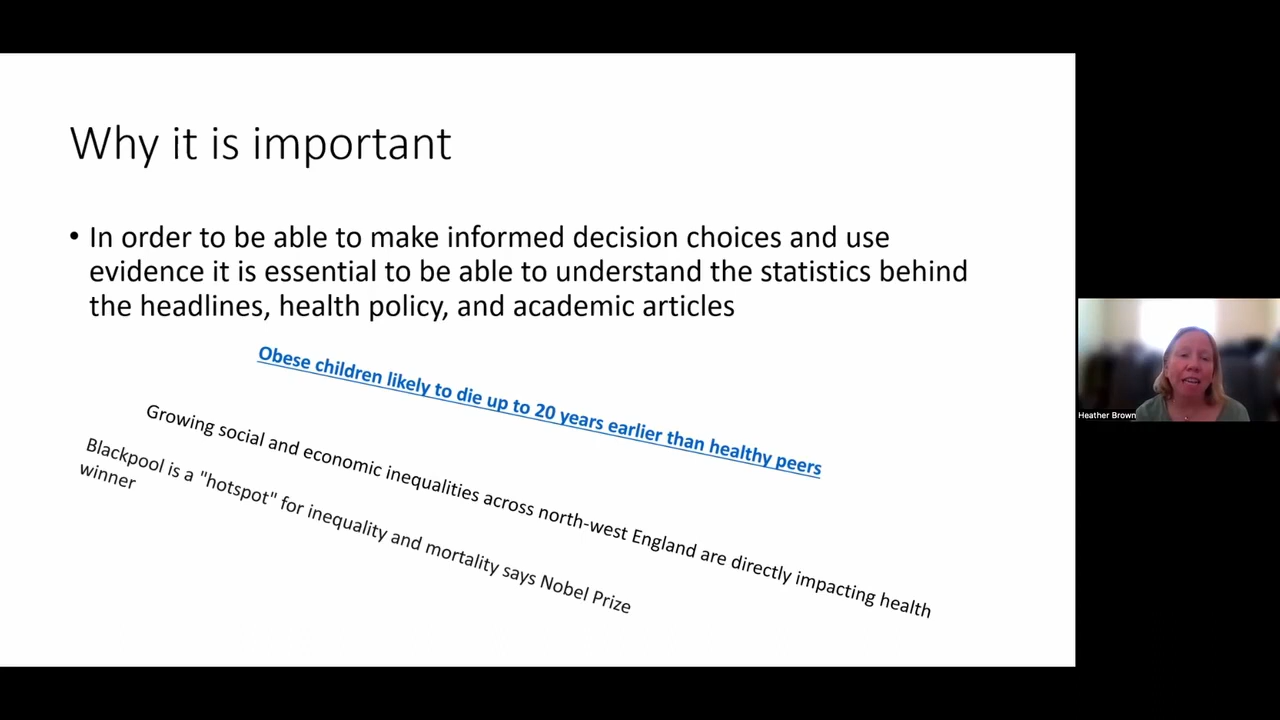 Why it is important
• In order to be able to make informed decision choices and use
evidence it is essential to be able to understand the statistics behind
the headlines, health policy, and academic articles
Obese children likely to die up to 20 years earlier than healthy peers
Growing social and economic inequalities across north-west England are directly impacting health
Blackpool is a "hotspot" for inequality and mortality says Nobel Prize
winner
Heather Brown